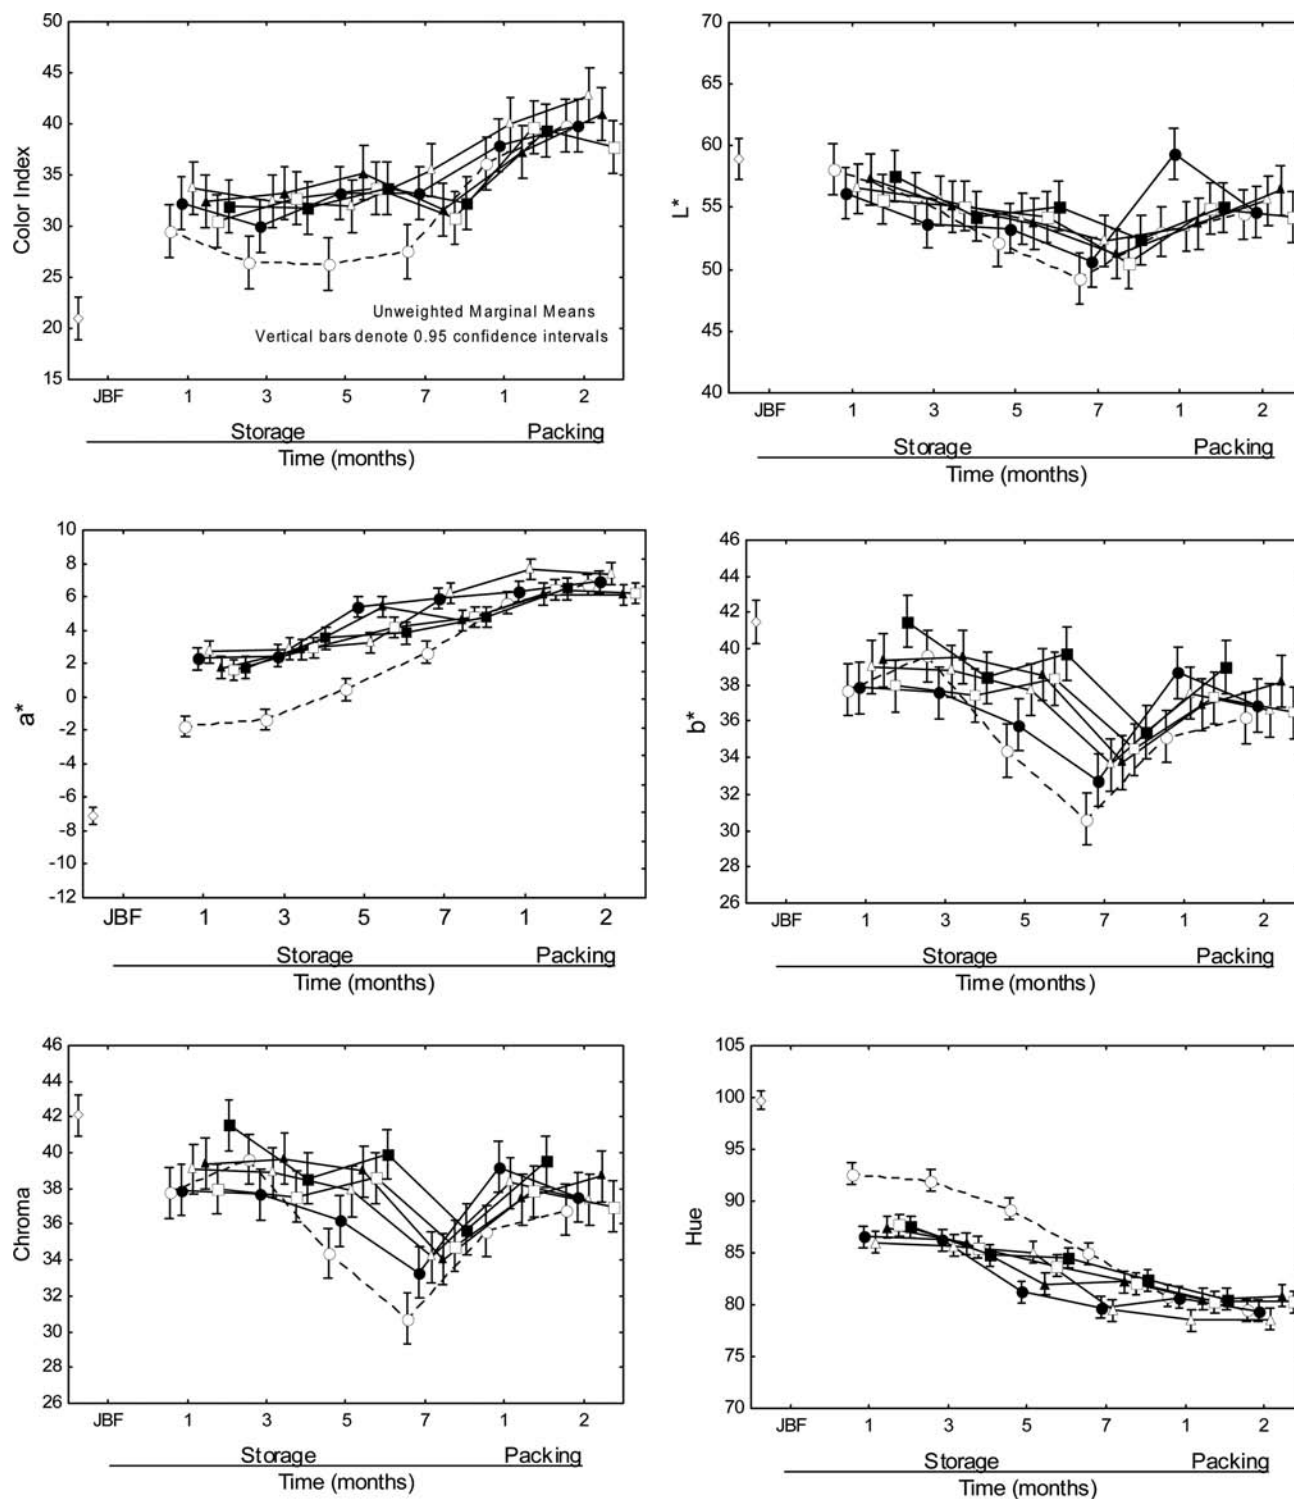 50
45
40
35
30
25
20
15
Color Index
Unweighted Marginal Means
Vertical bars denote 0.95 confidence intervals
JBF 1 3 5 7 1 2
Storage Packing
Time (months)
70
65
60
55
50
45
40
L*
JBF 1 3 5 7 1 2
Storage Packing
Time (months)
10
8
6
4
2
0
-2
-4
-6
-8
-10
-12
a*
JBF 1 3 5 7 1 2
Storage Packing
Time (months)
46
44
42
40
38
36
34
32
30
28
26
b*
JBF 1 3 5 7 1 2
Storage Packing
Time (months)
46
44
42
40
38
36
34
32
30
28
26
Chroma
JBF 1 3 5 7 1 2
Storage Packing
Time (months)
105
100
95
90
85
80
75
70
Hue
JBF 1 3 5 7 1 2
Storage Packing
Time (months)